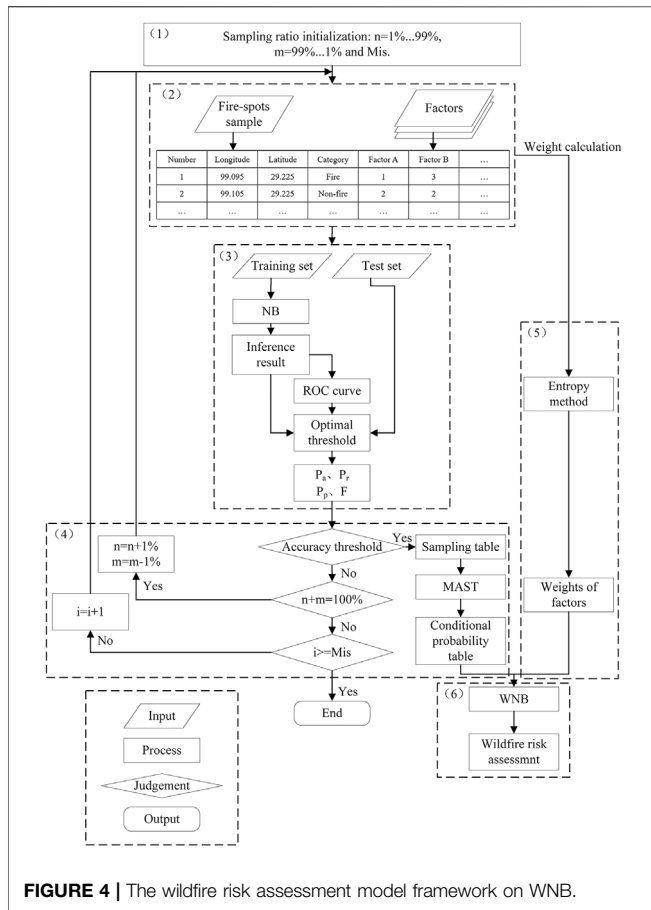 (1)
Sampling ratio initialization: n=1%...99%,
m=99%...1% and Mis.
(2)
Fire-spots
sample
Factors
Weight calculation
Number Longitude Latitude Category Factor A Factor B …
1 99.095 29.225 Fire 1 3 …
2 99.105 29.225 Non-fire 2 2 …
… … … … … …
(3)
Training set
Test set
NB
Inference
result
ROC curve
Optimal
threshold
Pa、Pr
Pp、F
(4)
n=n+1%
m=m-1%
Yes
i=i+1
No
Accuracy threshold
Yes
Sampling table
No
MAST
n+m=100%
Conditional
probability
table
No
i>=Mis
Yes
End
(5)
Entropy
method
Weights of
factors
(6)
WNB
Wildfire risk
assessmnt
Input
Process
Judgement
Output
FIGURE 4 | The wildfire risk assessment model framework on WNB.